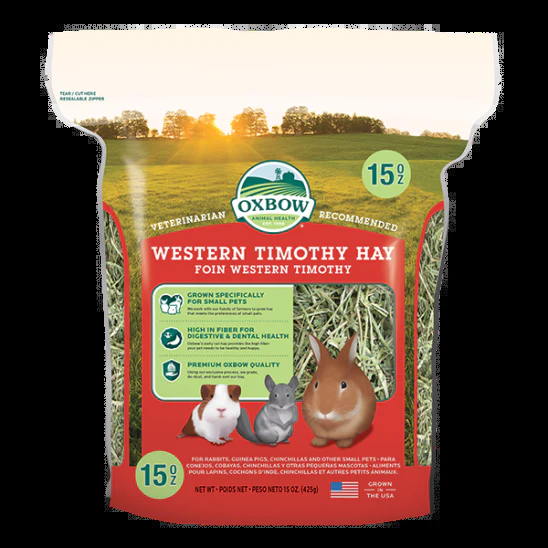 TEAR / CUT HERE
RESEALABLE ZIPPER
15 OZ
OXBOW
ANIMAL HEALTH
VETERINARIAN RECOMMENDED
WESTERN TIMOTHY HAY
FOIN WESTERN TIMOTHY
GROWN SPECIFICALLY
FOR SMALL PETS
We work with our family of farmers to grow hay
that meets the preferences of small pets.
HIGH IN FIBER FOR
DIGESTIVE & DENTAL HEALTH
Oxbow's early cut hay provides the high fiber
your pet needs to be healthy and happy.
PREMIUM OXBOW QUALITY
Using our exclusive process, we grade,
and hand-sort our hay.
FOR RABBITS, GUINEA PIGS, CHINCHILLAS AND OTHER SMALL PETS • PARA
CONEJOS, COBAYAS, CHINCHILLAS Y OTRAS PEQUEÑAS MASCOTAS • ALIMENTS
POUR LAPINS, COCHONS D'INDE, CHINCHILLAS ET AUTRES PETITS ANIMAUX.
15 OZ
NET WT • POIDS NET • PESO NETO 15 OZ. (425g)
GROWN
IN
THE USA